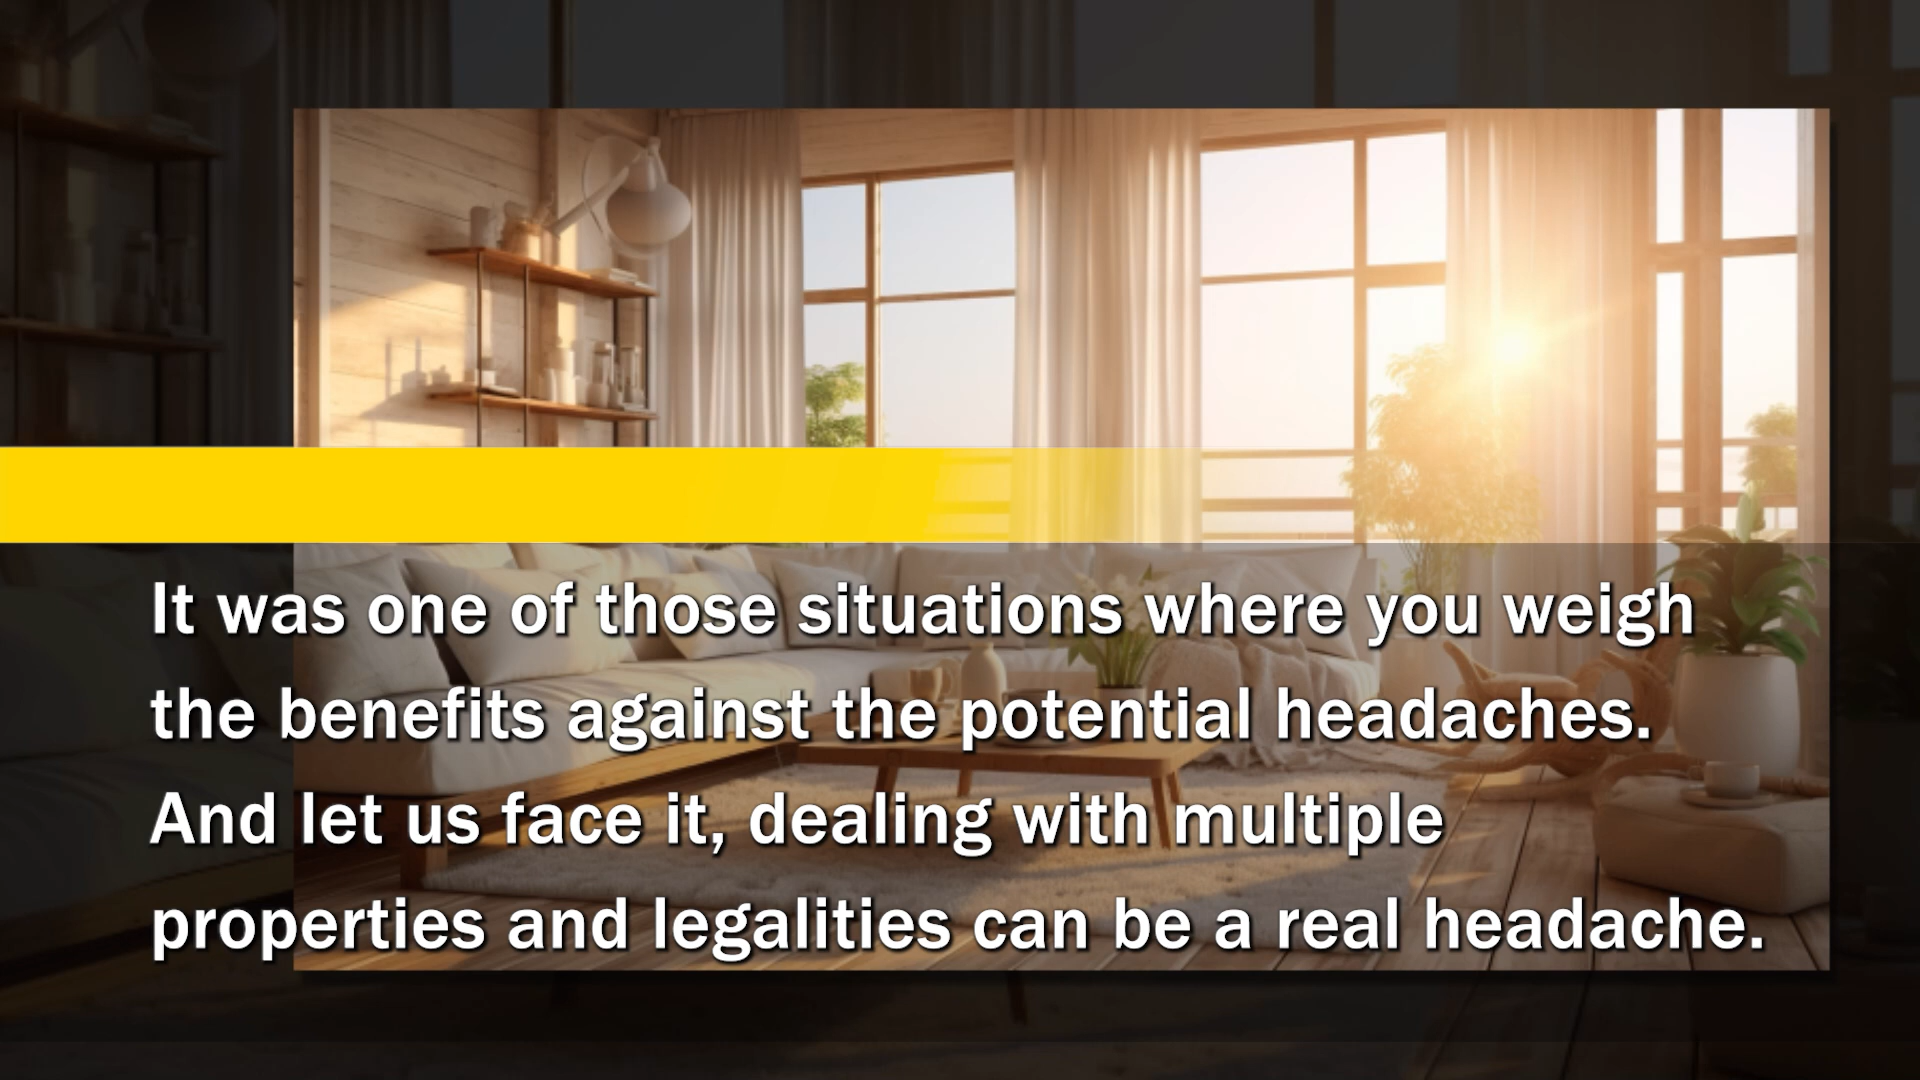 It was one of those situations where you weigh
the benefits against the potential headaches.
And let us face it, dealing with multiple
properties and legalities can be a real headache.